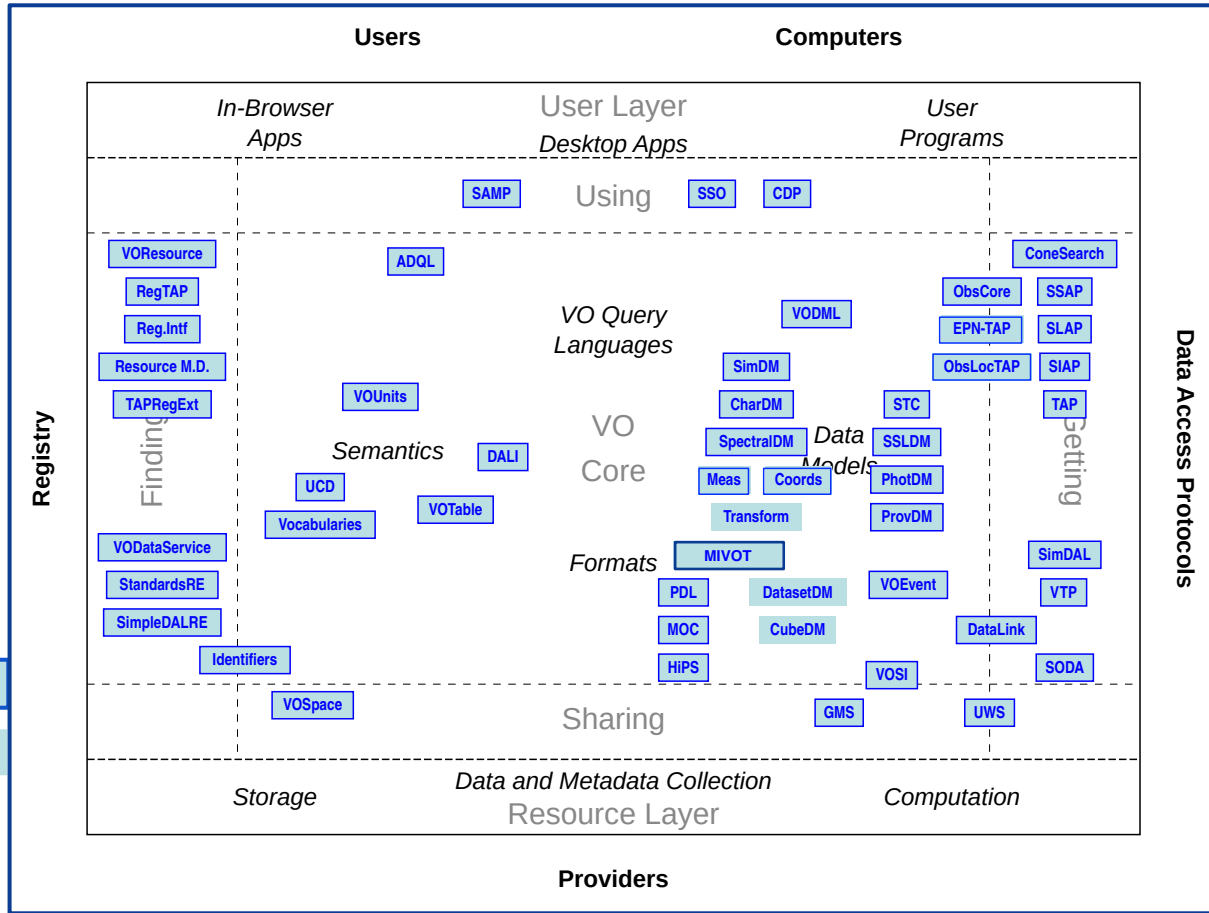 Users
Computers
In-Browser
Apps
User Layer
Desktop Apps
User
Programs
SAMP
Using
SSO
CDP
VOResource
ADQL
ConeSearch
RegTAP
ObsCore
SSAP
Reg.Intf
VO Query
Languages
VODML
EPN-TAP
SLAP
Resource M.D.
SimDM
ObsLocTAP
SIAP
TAPRegExt
VOUnits
CharDM
STC
TAP
Registry
Finding
Semantics
DALI
VO
Core
SpectralDM
Data
Models
SSLDM
Getting
Data Access Protocols
UCD
Meas
Coords
PhotDM
Vocabularies
VOTable
Transform
ProvDM
VODataService
Formats
MIVOT
SimDAL
StandardsRE
PDL
DatasetDM
VOEvent
VTP
SimpleDALRE
MOC
CubeDM
DataLink
Identifiers
HiPS
VOSI
SODA
VOSpace
Sharing
GMS
UWS
Storage
Data and Metadata Collection
Computation
Resource Layer
Providers